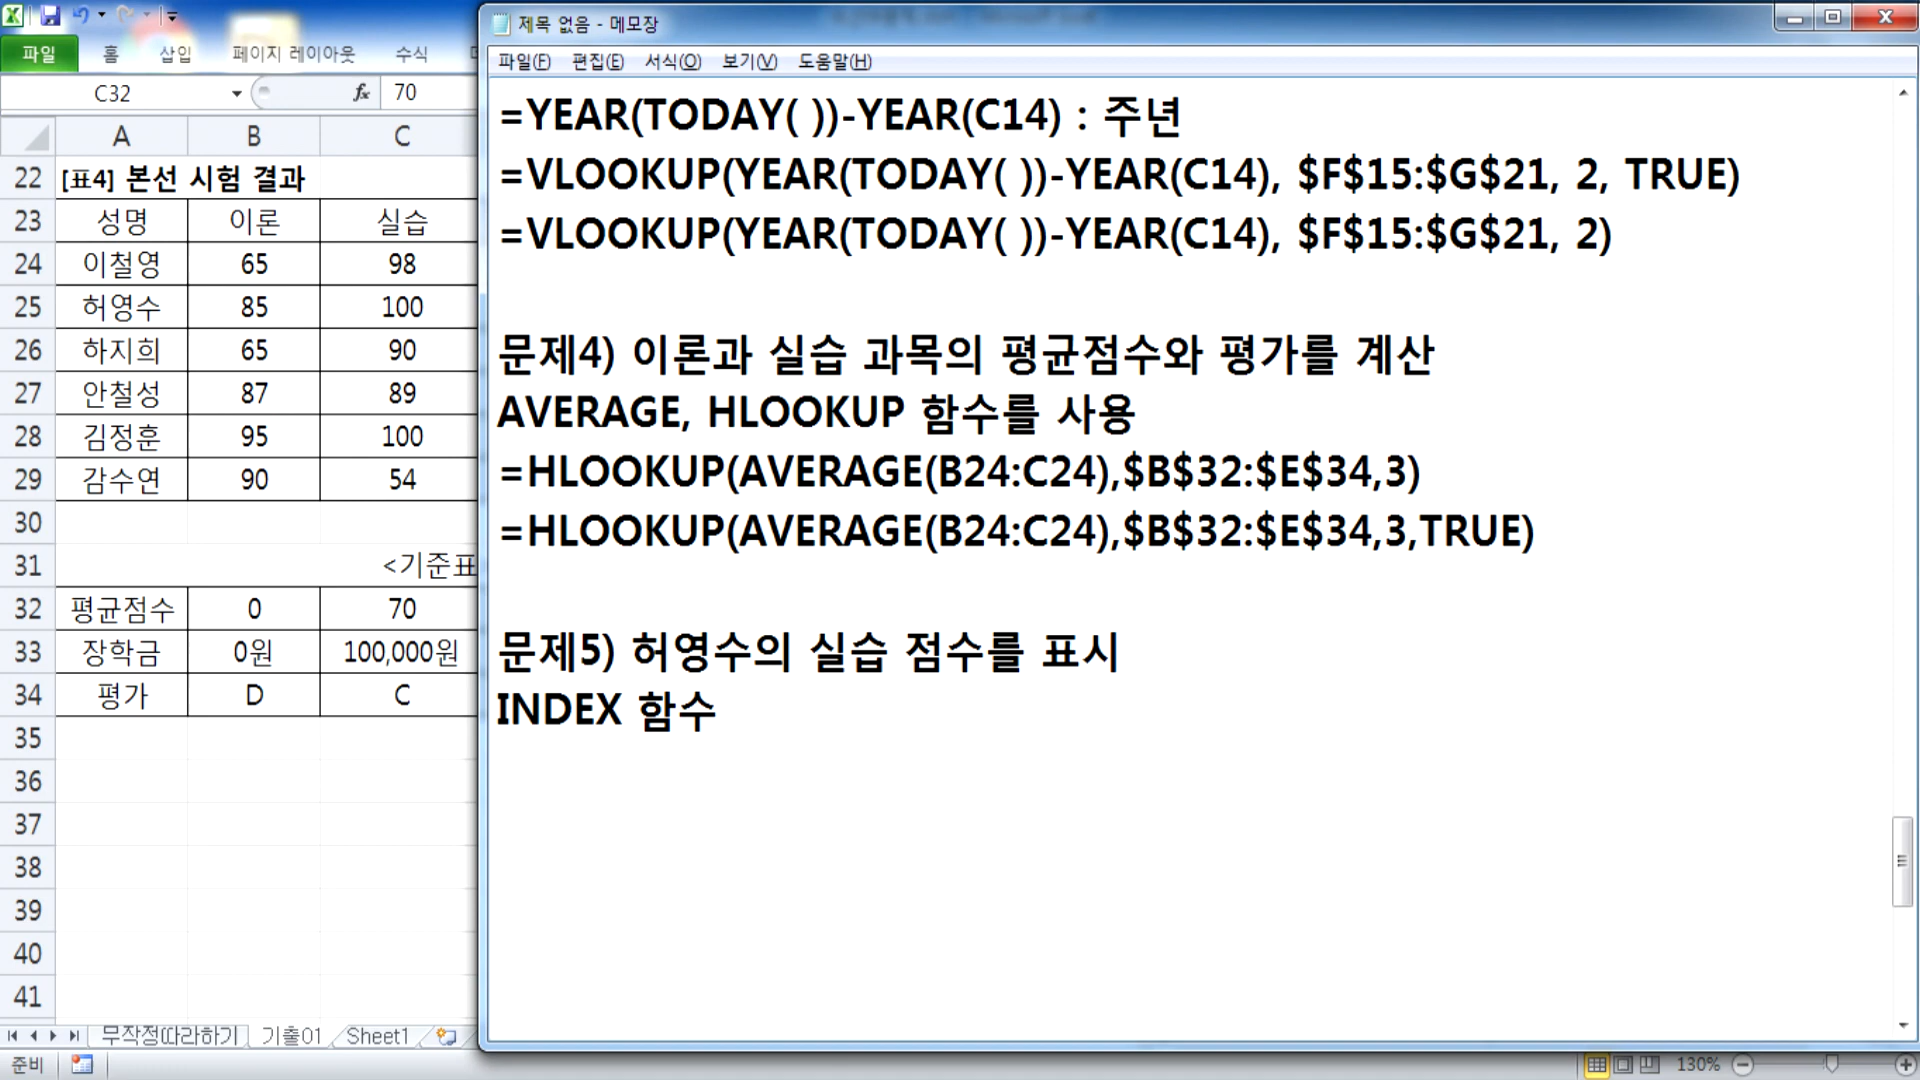 파일 홈 삽입 페이지 레이아웃 수식
C32 fx 70
A B C
22 [표4] 본선 시험 결과
23 성명 이론 실습
24 이철영 65 98
25 허영수 85 100
26 하지희 65 90
27 안철성 87 89
28 김정훈 95 100
29 감수연 90 54
30
31 <기준표
32 평균점수 0 70
33 장학금 0원 100,000원
34 평가 D C
35
36
37
38
39
40
41
무작정따라하기 기출01 Sheet1
준비
제목 없음 - 메모장
파일(F) 편집(E) 서식(O) 보기(V) 도움말(H)
=YEAR(TODAY( ))-YEAR(C14) : 주년
=VLOOKUP(YEAR(TODAY( ))-YEAR(C14), $F$15:$G$21, 2, TRUE)
=VLOOKUP(YEAR(TODAY( ))-YEAR(C14), $F$15:$G$21, 2)
문제4) 이론과 실습 과목의 평균점수와 평가를 계산
AVERAGE, HLOOKUP 함수를 사용
=HLOOKUP(AVERAGE(B24:C24),$B$32:$E$34,3)
=HLOOKUP(AVERAGE(B24:C24),$B$32:$E$34,3,TRUE)
문제5) 허영수의 실습 점수를 표시
INDEX 함수
130%